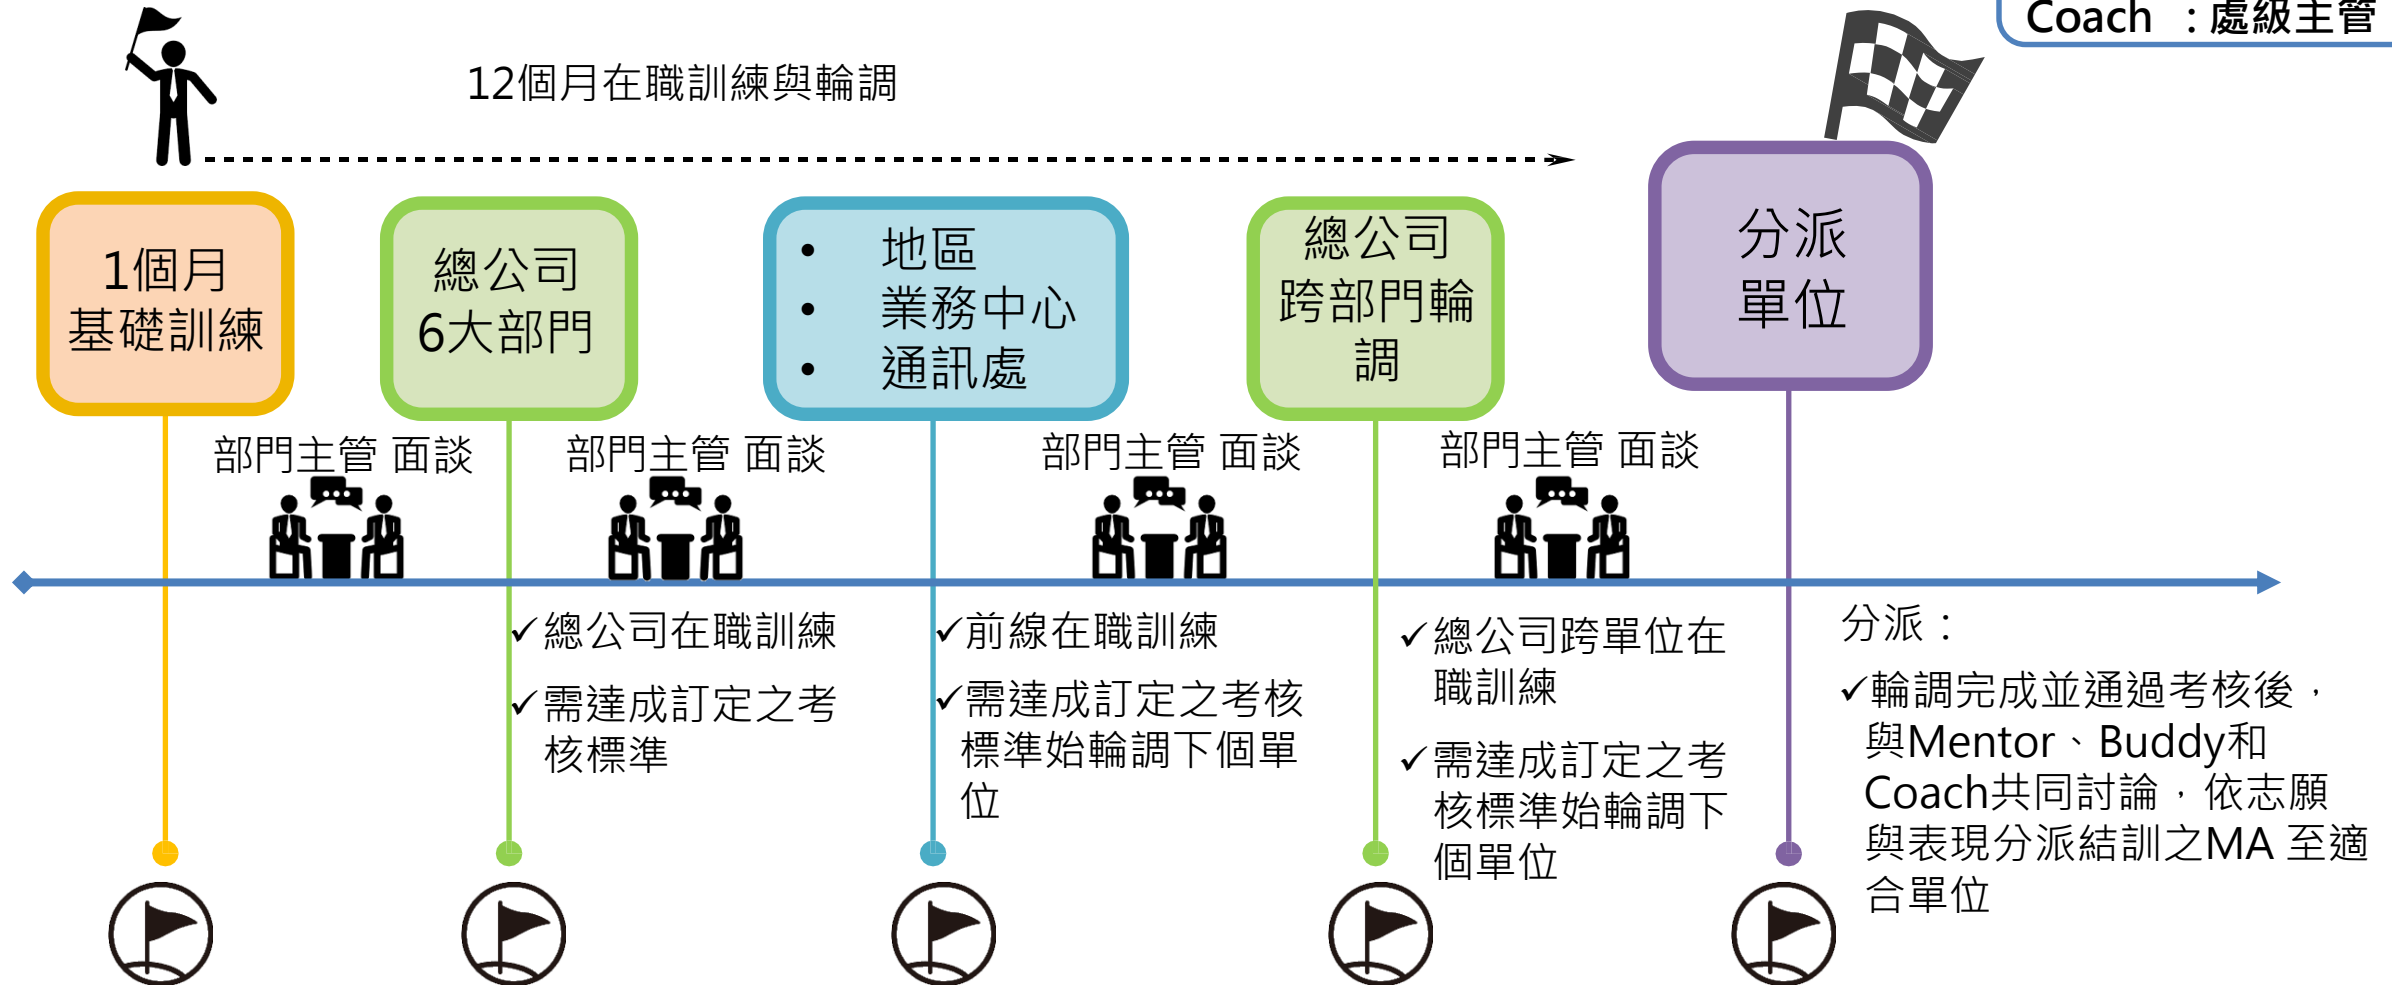 Coach ：處級主管
12個月在職訓練與輪調
1個月
基礎訓練
總公司
6大部門
• 地區
• 業務中心
• 通訊處
總公司
跨部門輪
調
分派
單位
部門主管 面談
部門主管 面談
部門主管 面談
部門主管 面談
✓總公司在職訓練
✓需達成訂定之考
核標準
✓前線在職訓練
✓需達成訂定之考核
標準始輪調下個單
位
✓總公司跨單位在
職訓練
✓需達成訂定之考
核標準始輪調下
個單位
分派：
✓輪調完成並通過考核後，
與Mentor、Buddy和
Coach共同討論，依志願
與表現分派結訓之MA 至適
合單位